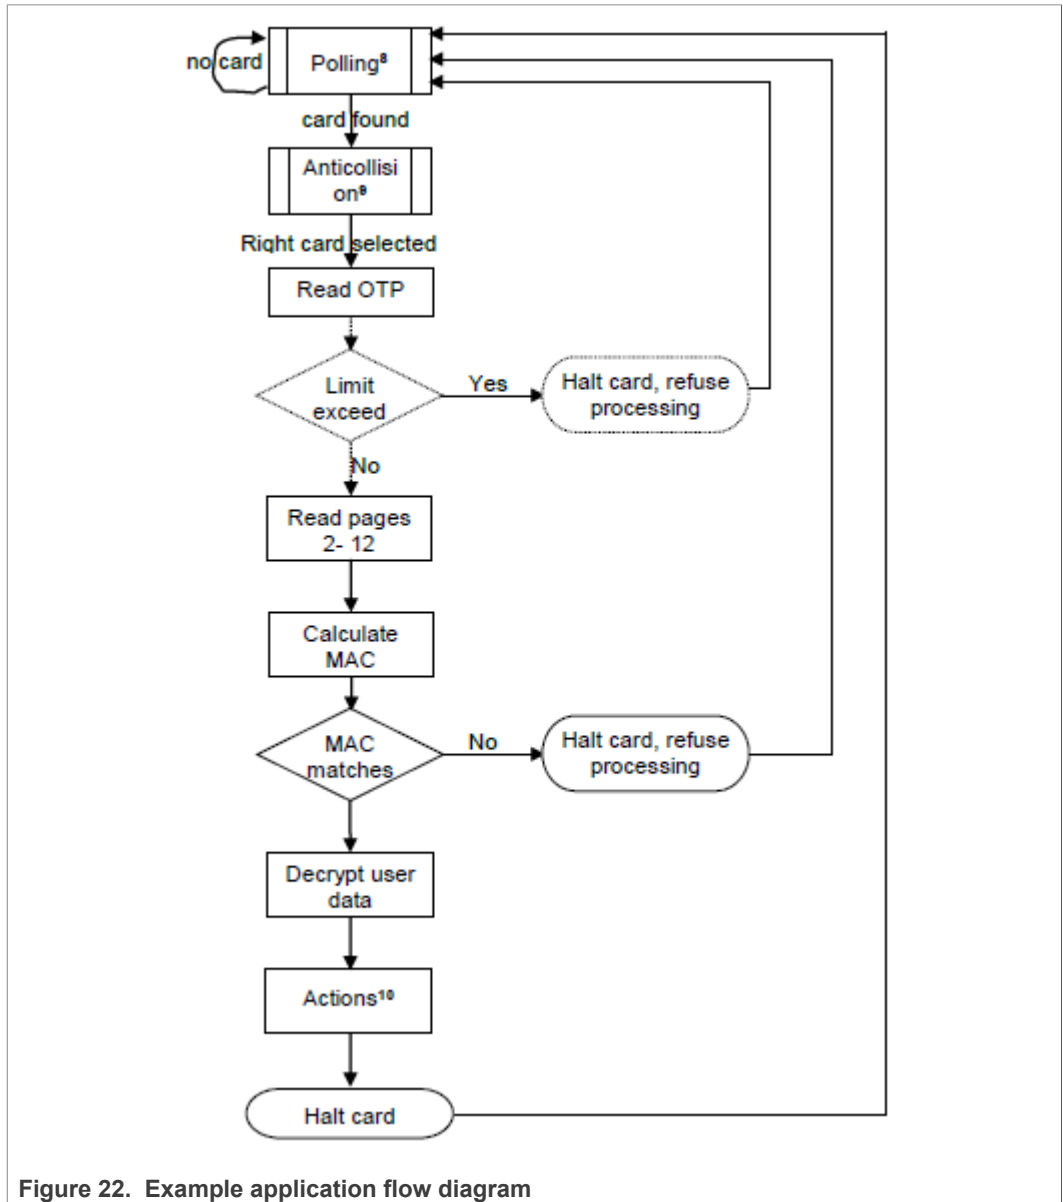 no card
Polling⁸
card found
Anticollisi
on⁹
Right card selected
Read OTP
Limit
exceed
Yes
Halt card, refuse
processing
No
Read pages
2- 12
Calculate
MAC
MAC
matches
No
Halt card, refuse
processing
Decrypt user
data
Actions¹⁰
Halt card
Figure 22. Example application flow diagram